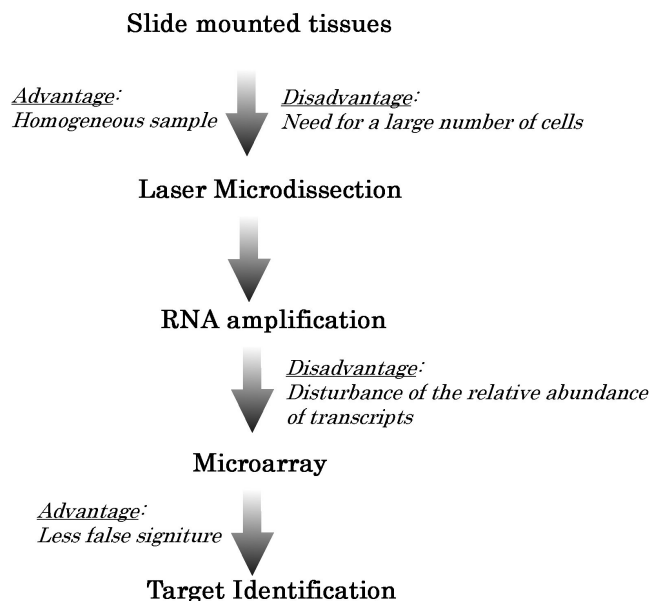 Slide mounted tissues
Advantage:
Homogeneous sample
Disadvantage:
Need for a large number of cells
Laser Microdissection
RNA amplification
Disadvantage:
Disturbance of the relative abundance
of transcripts
Microarray
Advantage:
Less false signiture
Target Identification